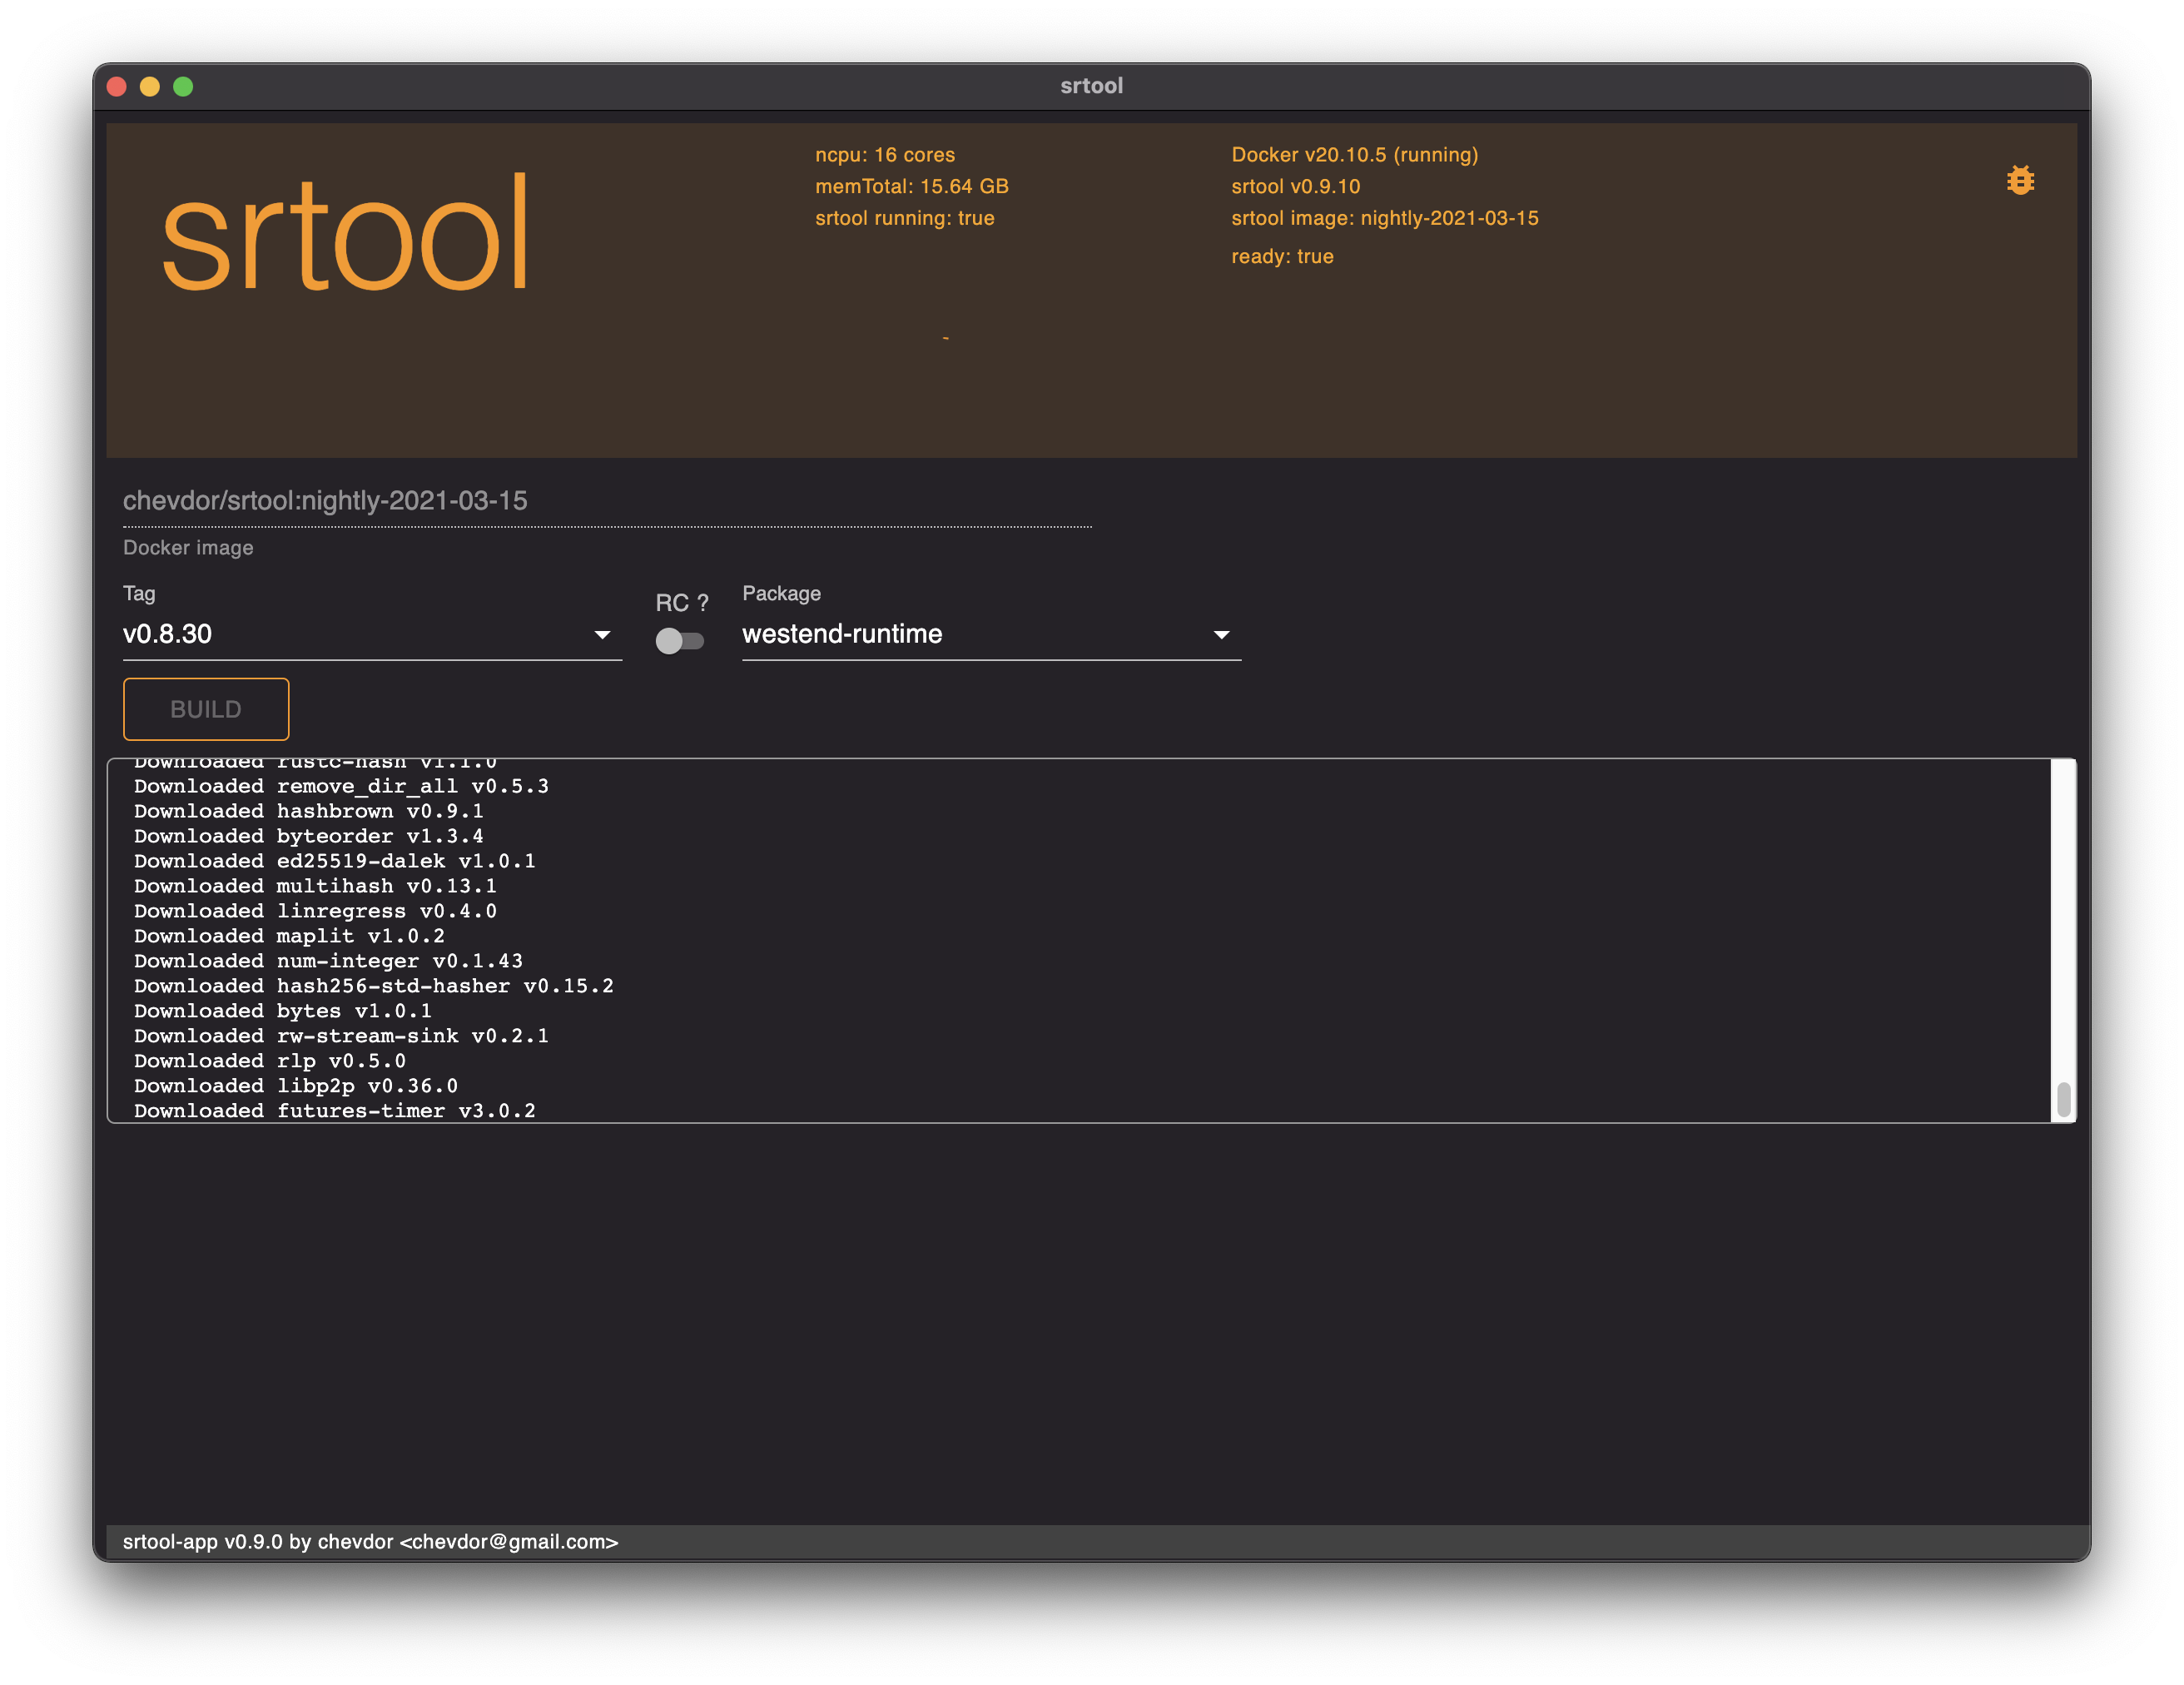 srtool
srtool
ncpu: 16 cores
memTotal: 15.64 GB
srtool running: true
Docker v20.10.5 (running)
srtool v0.9.10
srtool image: nightly-2021-03-15
ready: true
chevdor/srtool:nightly-2021-03-15
Docker image
Tag
v0.8.30
RC ?
Package
westend-runtime
BUILD
Downloaded rustc-hash v1.1.0
Downloaded remove_dir_all v0.5.3
Downloaded hashbrown v0.9.1
Downloaded byteorder v1.3.4
Downloaded ed25519-dalek v1.0.1
Downloaded multihash v0.13.1
Downloaded linregress v0.4.0
Downloaded maplit v1.0.2
Downloaded num-integer v0.1.43
Downloaded hash256-std-hasher v0.15.2
Downloaded bytes v1.0.1
Downloaded rw-stream-sink v0.2.1
Downloaded rlp v0.5.0
Downloaded libp2p v0.36.0
Downloaded futures-timer v3.0.2
srtool-app v0.9.0 by chevdor <chevdor@gmail.com>